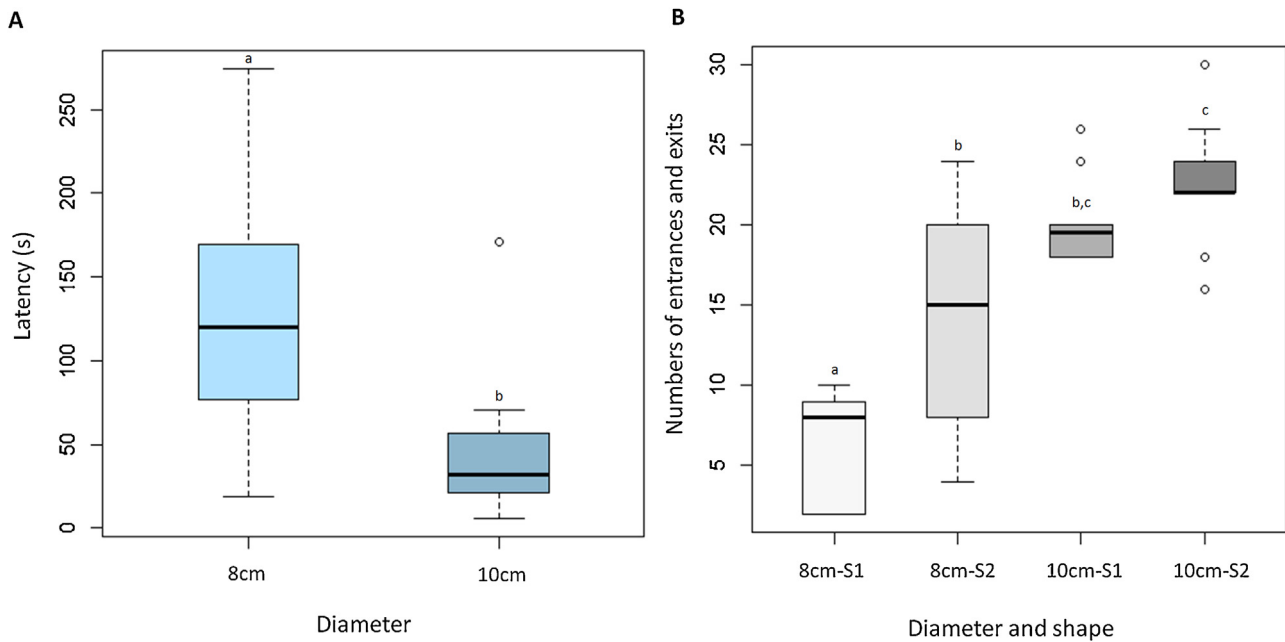 A
a
250
200
150
100
50
0
b
Latency (s)
8cm
10cm
Diameter
B
30
25
20
15
10
5
a
b
b,c
c
Numbers of entrances and exits
8cm-S1
8cm-S2
10cm-S1
10cm-S2
Diameter and shape